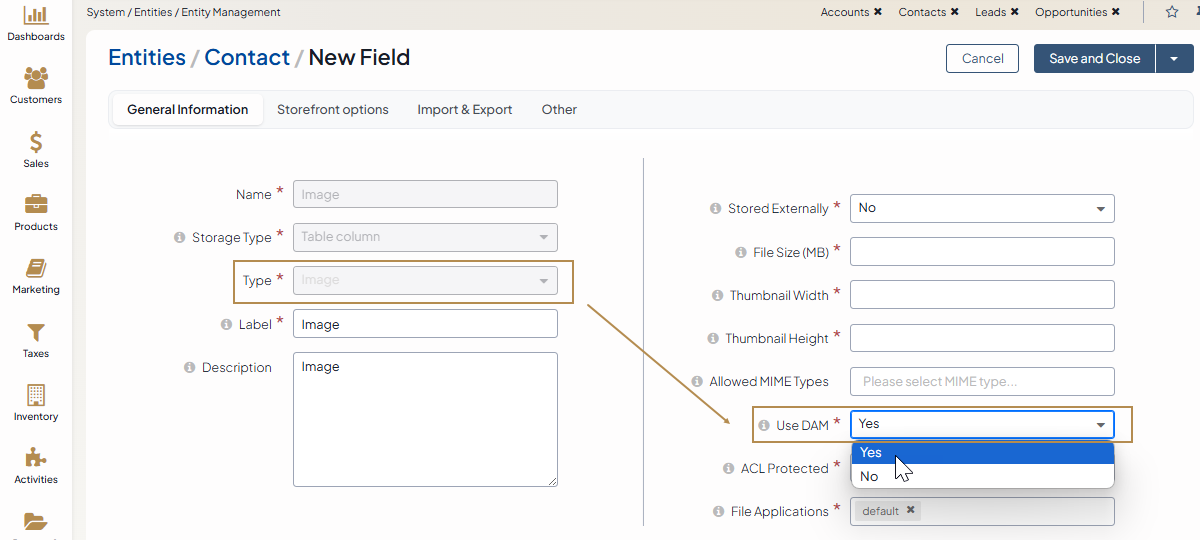 System / Entities / Entity Management
Accounts ✖ Contacts ✖ Leads ✖ Opportunities ✖
Dashboards
Customers
Sales
Products
Marketing
Taxes
Inventory
Activities
Entities / Contact / New Field
Cancel
Save and Close
General Information Storefront options Import & Export Other
Name * Image
Storage Type * Table column
Type * Image
Label * Image
Description Image
Stored Externally * No
File Size (MB) *
Thumbnail Width *
Thumbnail Height *
Allowed MIME Types Please select MIME type...
Use DAM * Yes
Yes
No
ACL Protected *
File Applications * default ✖